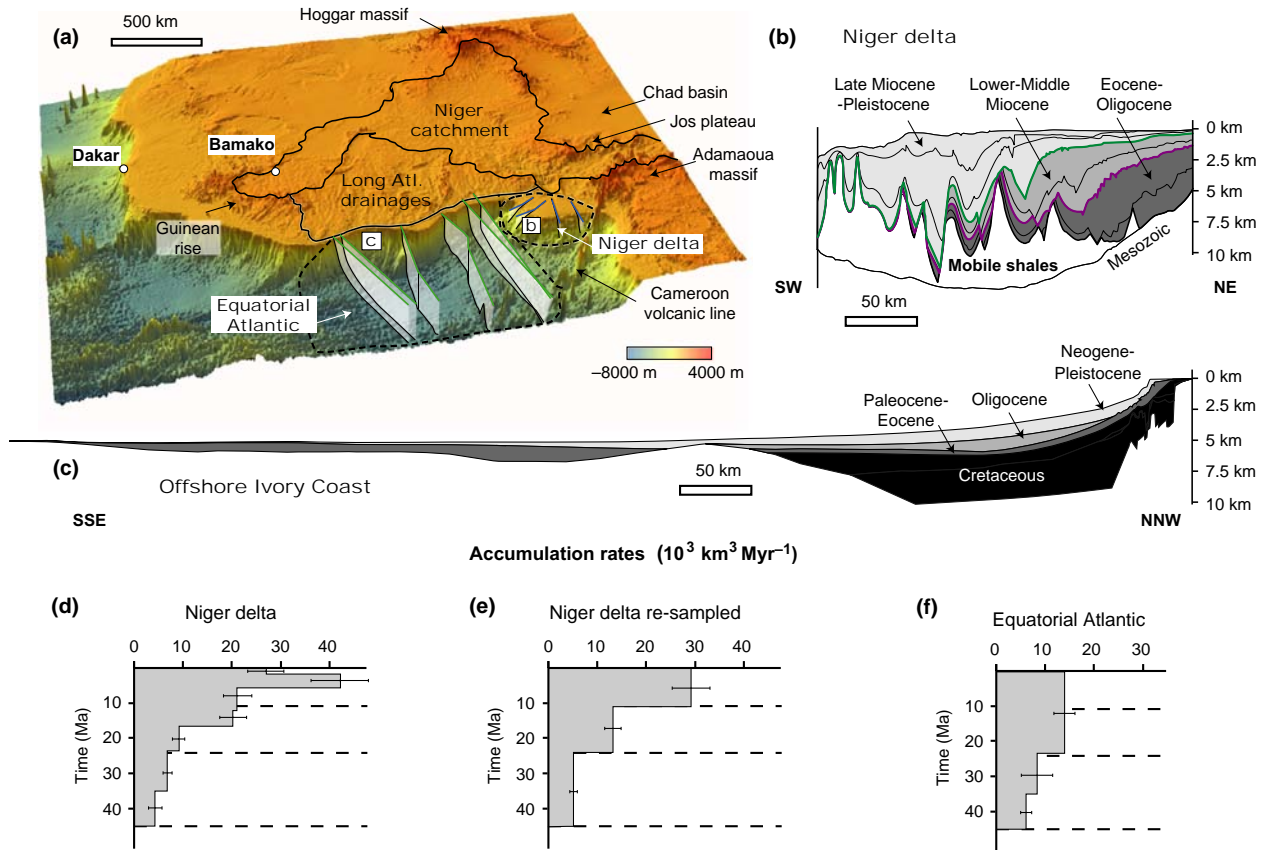 (a)
500 km
Hoggar massif
Chad basin
Jos plateau
Adamaoua
massif
Niger
catchment
Bamako
Dakar
Long Atl.
drainages
Guinean
rise
c
b
Niger delta
Equatorial
Atlantic
Cameroon
volcanic line
−8000 m 4000 m
(b) Niger delta
Late Miocene
-Pleistocene
Lower-Middle
Miocene
Eocene-
Oligocene
0 km
2.5 km
5 km
7.5 km
10 km
Mobile shales
Mesozoic
SW
NE
50 km
Neogene-
Pleistocene
Oligocene
Paleocene-
Eocene
0 km
2.5 km
5 km
7.5 km
10 km
Cretaceous
50 km
(c)
Offshore Ivory Coast
SSE
NNW
Accumulation rates (10³ km³ Myr⁻¹)
(d) Niger delta
0 10 20 30 40
10
20
30
40
Time (Ma)
(e) Niger delta re-sampled
0 10 20 30 40
10
20
30
40
Time (Ma)
(f)
Equatorial Atlantic
0 10 20 30
10
20
30
40
Time (Ma)